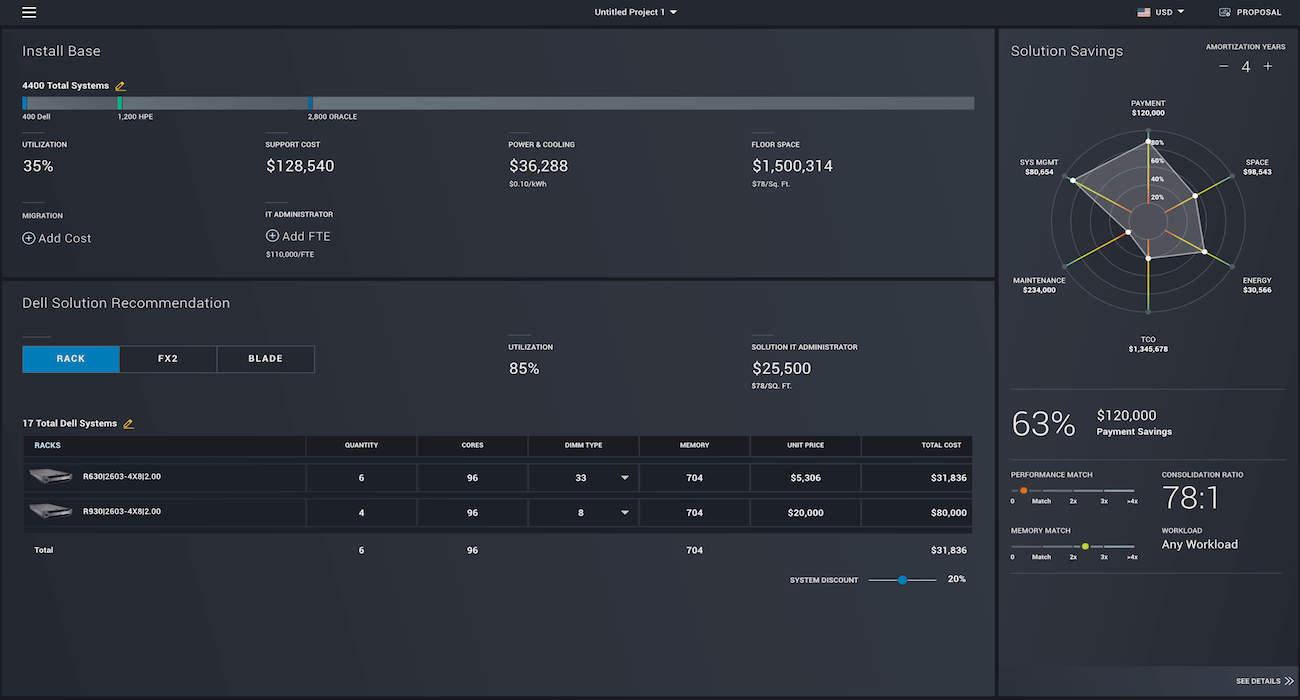 Untitled Project 1
USD
PROPOSAL
Install Base
4400 Total Systems
400 Dell
1,200 HPE
2,800 ORACLE
UTILIZATION
35%
SUPPORT COST
$128,540
POWER & COOLING
$36,288
$0.10/kWh
FLOOR SPACE
$1,500,314
$78/Sq. Ft.
MIGRATION
Add Cost
IT ADMINISTRATOR
Add FTE
$110,000/FTE
Dell Solution Recommendation
RACK
FX2
BLADE
UTILIZATION
85%
SOLUTION IT ADMINISTRATOR
$25,500
$78/SQ. FT.
17 Total Dell Systems
RACKS QUANTITY CORES DIMM TYPE MEMORY UNIT PRICE TOTAL COST
R630|2603-4X8|2.00 6 96 33 704 $5,306 $31,836
R930|2603-4X8|2.00 4 96 8 704 $20,000 $80,000
Total 6 96 704 $31,836
SYSTEM DISCOUNT 20%
Solution Savings
AMORTIZATION YEARS
− 4 +
PAYMENT
$120,000
80%
60%
40%
20%
SYS MGMT
$80,654
SPACE
$98,543
MAINTENANCE
$234,000
ENERGY
$30,566
TCO
$1,345,678
63%
$120,000
Payment Savings
PERFORMANCE MATCH
0 Match 2x 3x >4x
CONSOLIDATION RATIO
78:1
MEMORY MATCH
0 Match 2x 3x >4x
WORKLOAD
Any Workload
SEE DETAILS